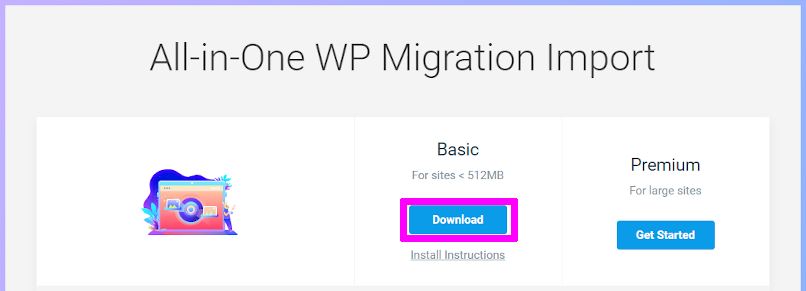 All-in-One WP Migration Import
Basic
For sites < 512MB
Download
Install Instructions
Premium
For large sites
Get Started